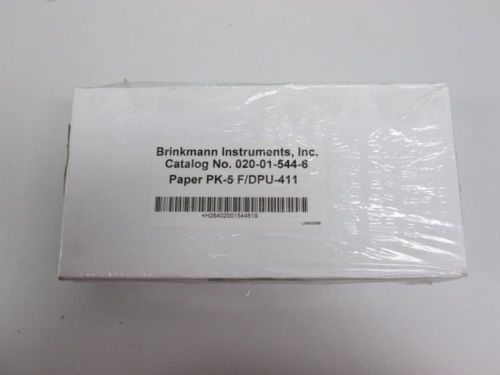 Brinkmann Instruments, Inc.
Catalog No. 020-01-544-6
Paper PK-5 F/DPU-411